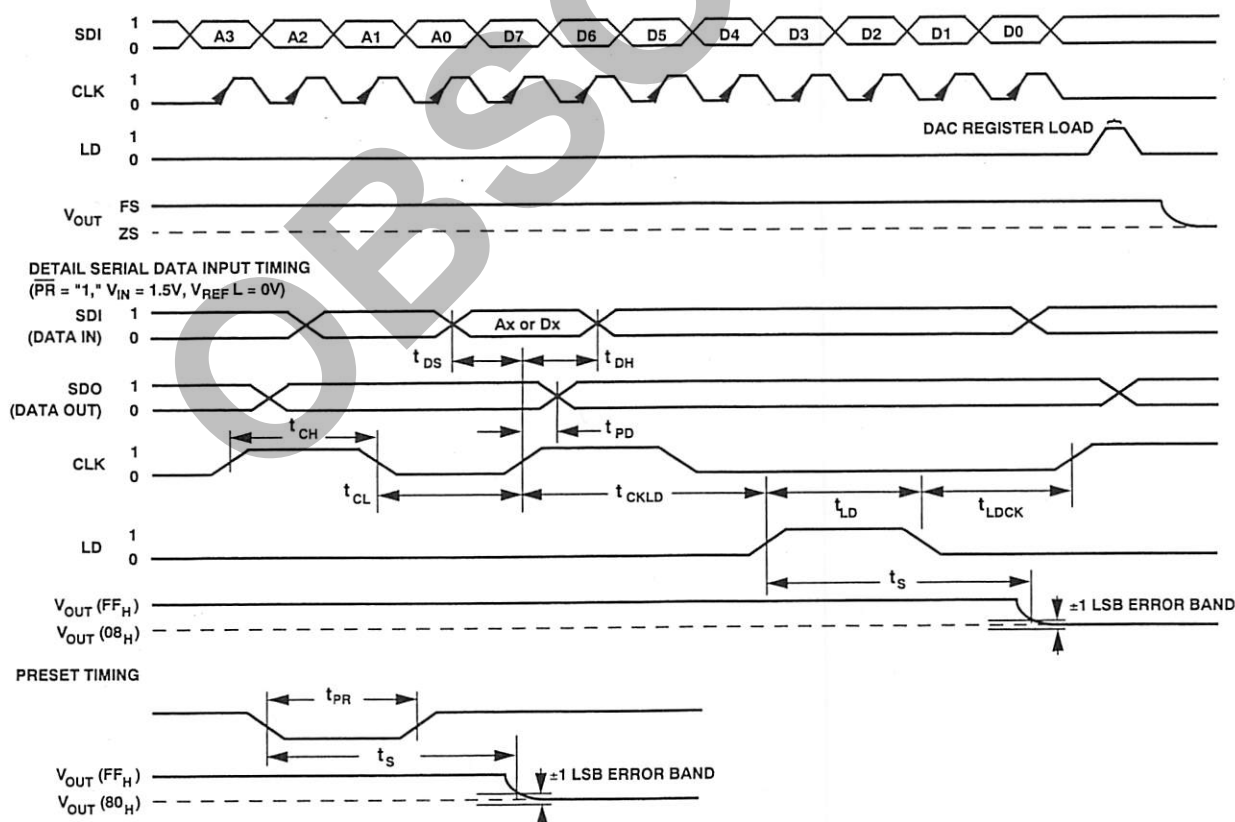 SDI 1 0 A3 A2 A1 A0 D7 D6 D5 D4 D3 D2 D1 D0
CLK 1 0
DAC REGISTER LOAD
LD 1 0
VOUT FS ZS
DETAIL SERIAL DATA INPUT TIMING
(PR = "1," VIN = 1.5V, VREF L = 0V)
SDI (DATA IN) 1 0 Ax or Dx
tDS tDH
SDO (DATA OUT) 1 0
tCH tPD
CLK 1 0
tCL tCKLD tLD tLDCK
LD 1 0
tS
VOUT (FFH) ±1 LSB ERROR BAND
VOUT (08H)
PRESET TIMING
tPR
tS
VOUT (FFH) ±1 LSB ERROR BAND
VOUT (80H)
OBSO